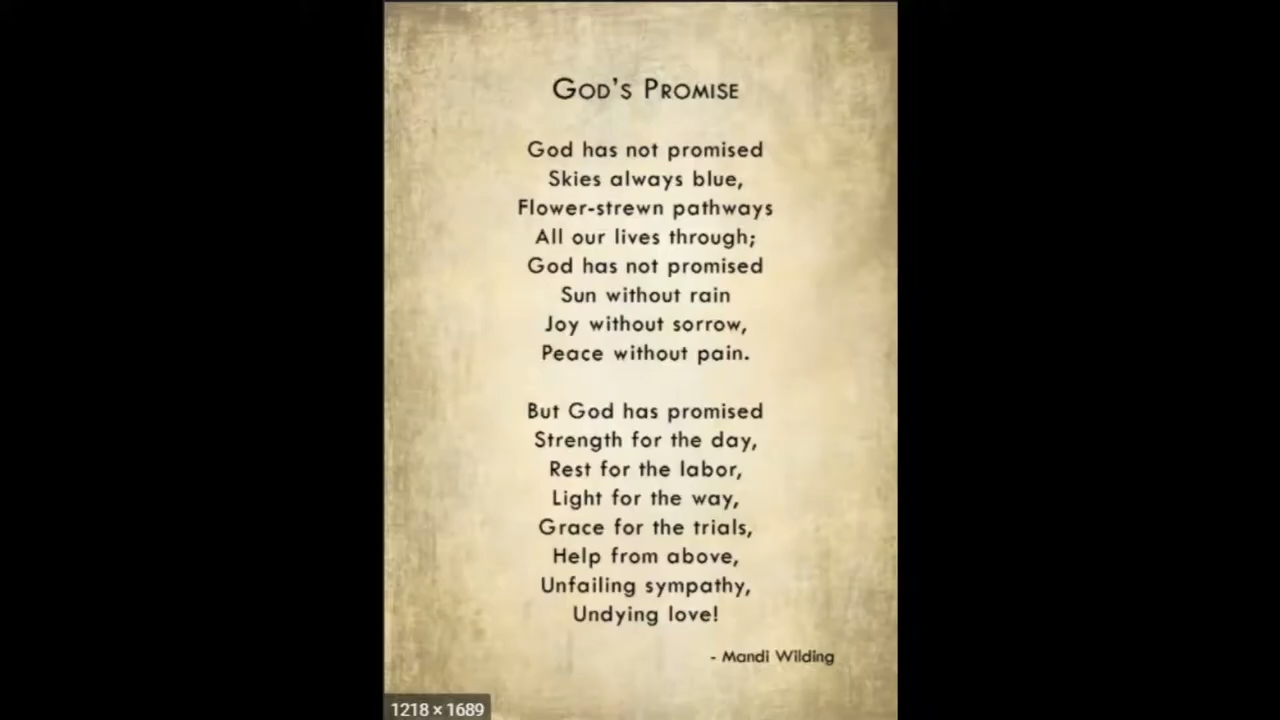 God's Promise
God has not promised
Skies always blue,
Flower-strewn pathways
All our lives through;
God has not promised
Sun without rain
Joy without sorrow,
Peace without pain.
But God has promised
Strength for the day,
Rest for the labor,
Light for the way,
Grace for the trials,
Help from above,
Unfailing sympathy,
Undying love!
- Mandi Wilding
1218 × 1689